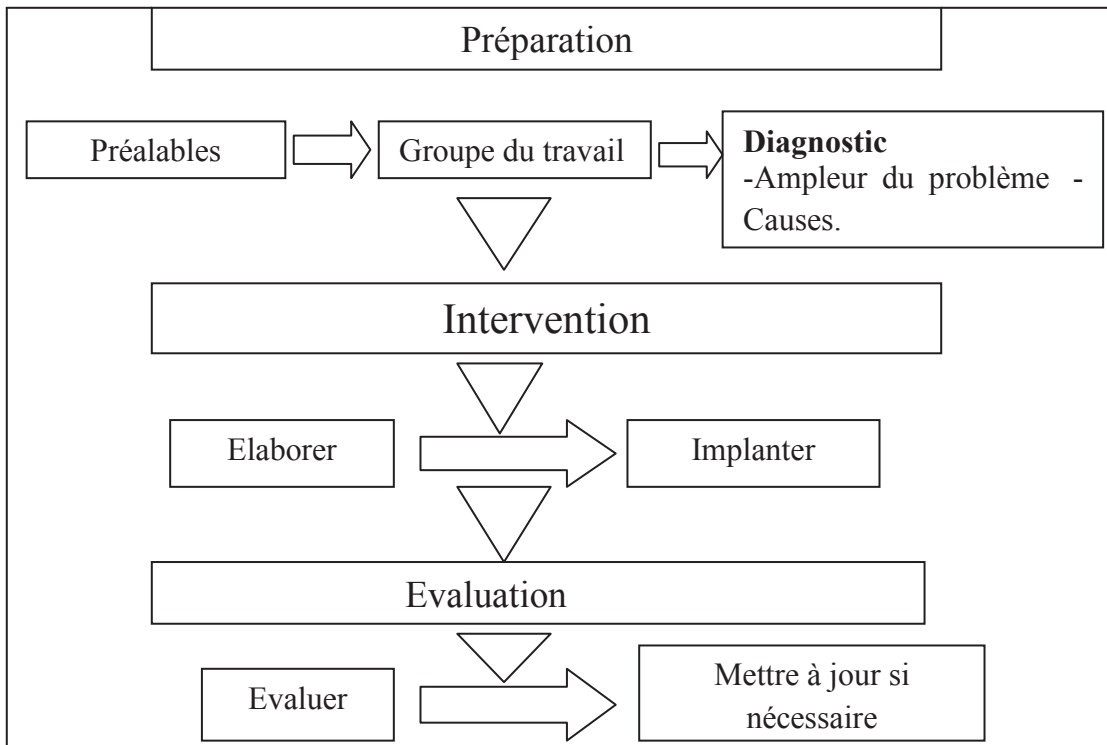 Préparation
Préalables
Groupe du travail
Diagnostic
-Ampleur du problème -
Causes.
Intervention
Elaborer
Implanter
Evaluation
Evaluer
Mettre à jour si
nécessaire